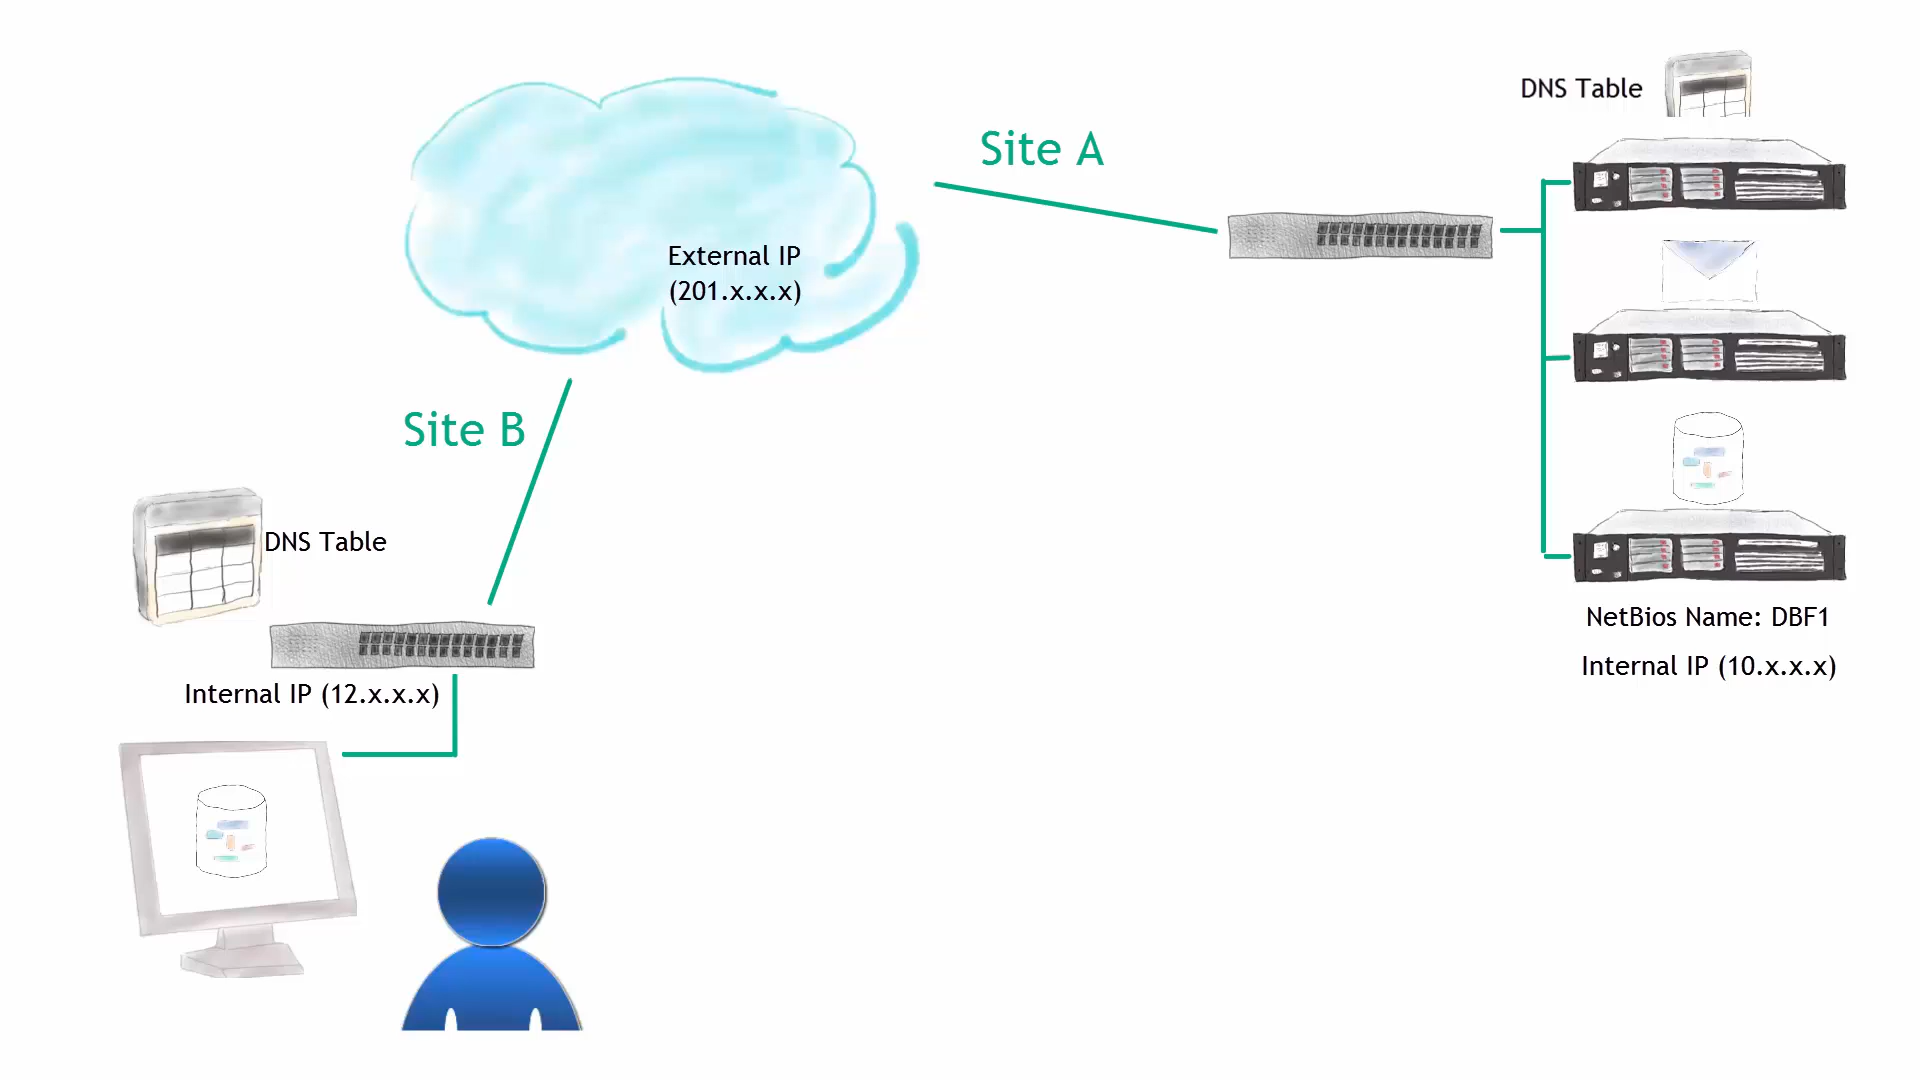 DNS Table
Site A
External IP
(201.x.x.x)
Site B
DNS Table
NetBios Name: DBF1
Internal IP (10.x.x.x)
Internal IP (12.x.x.x)